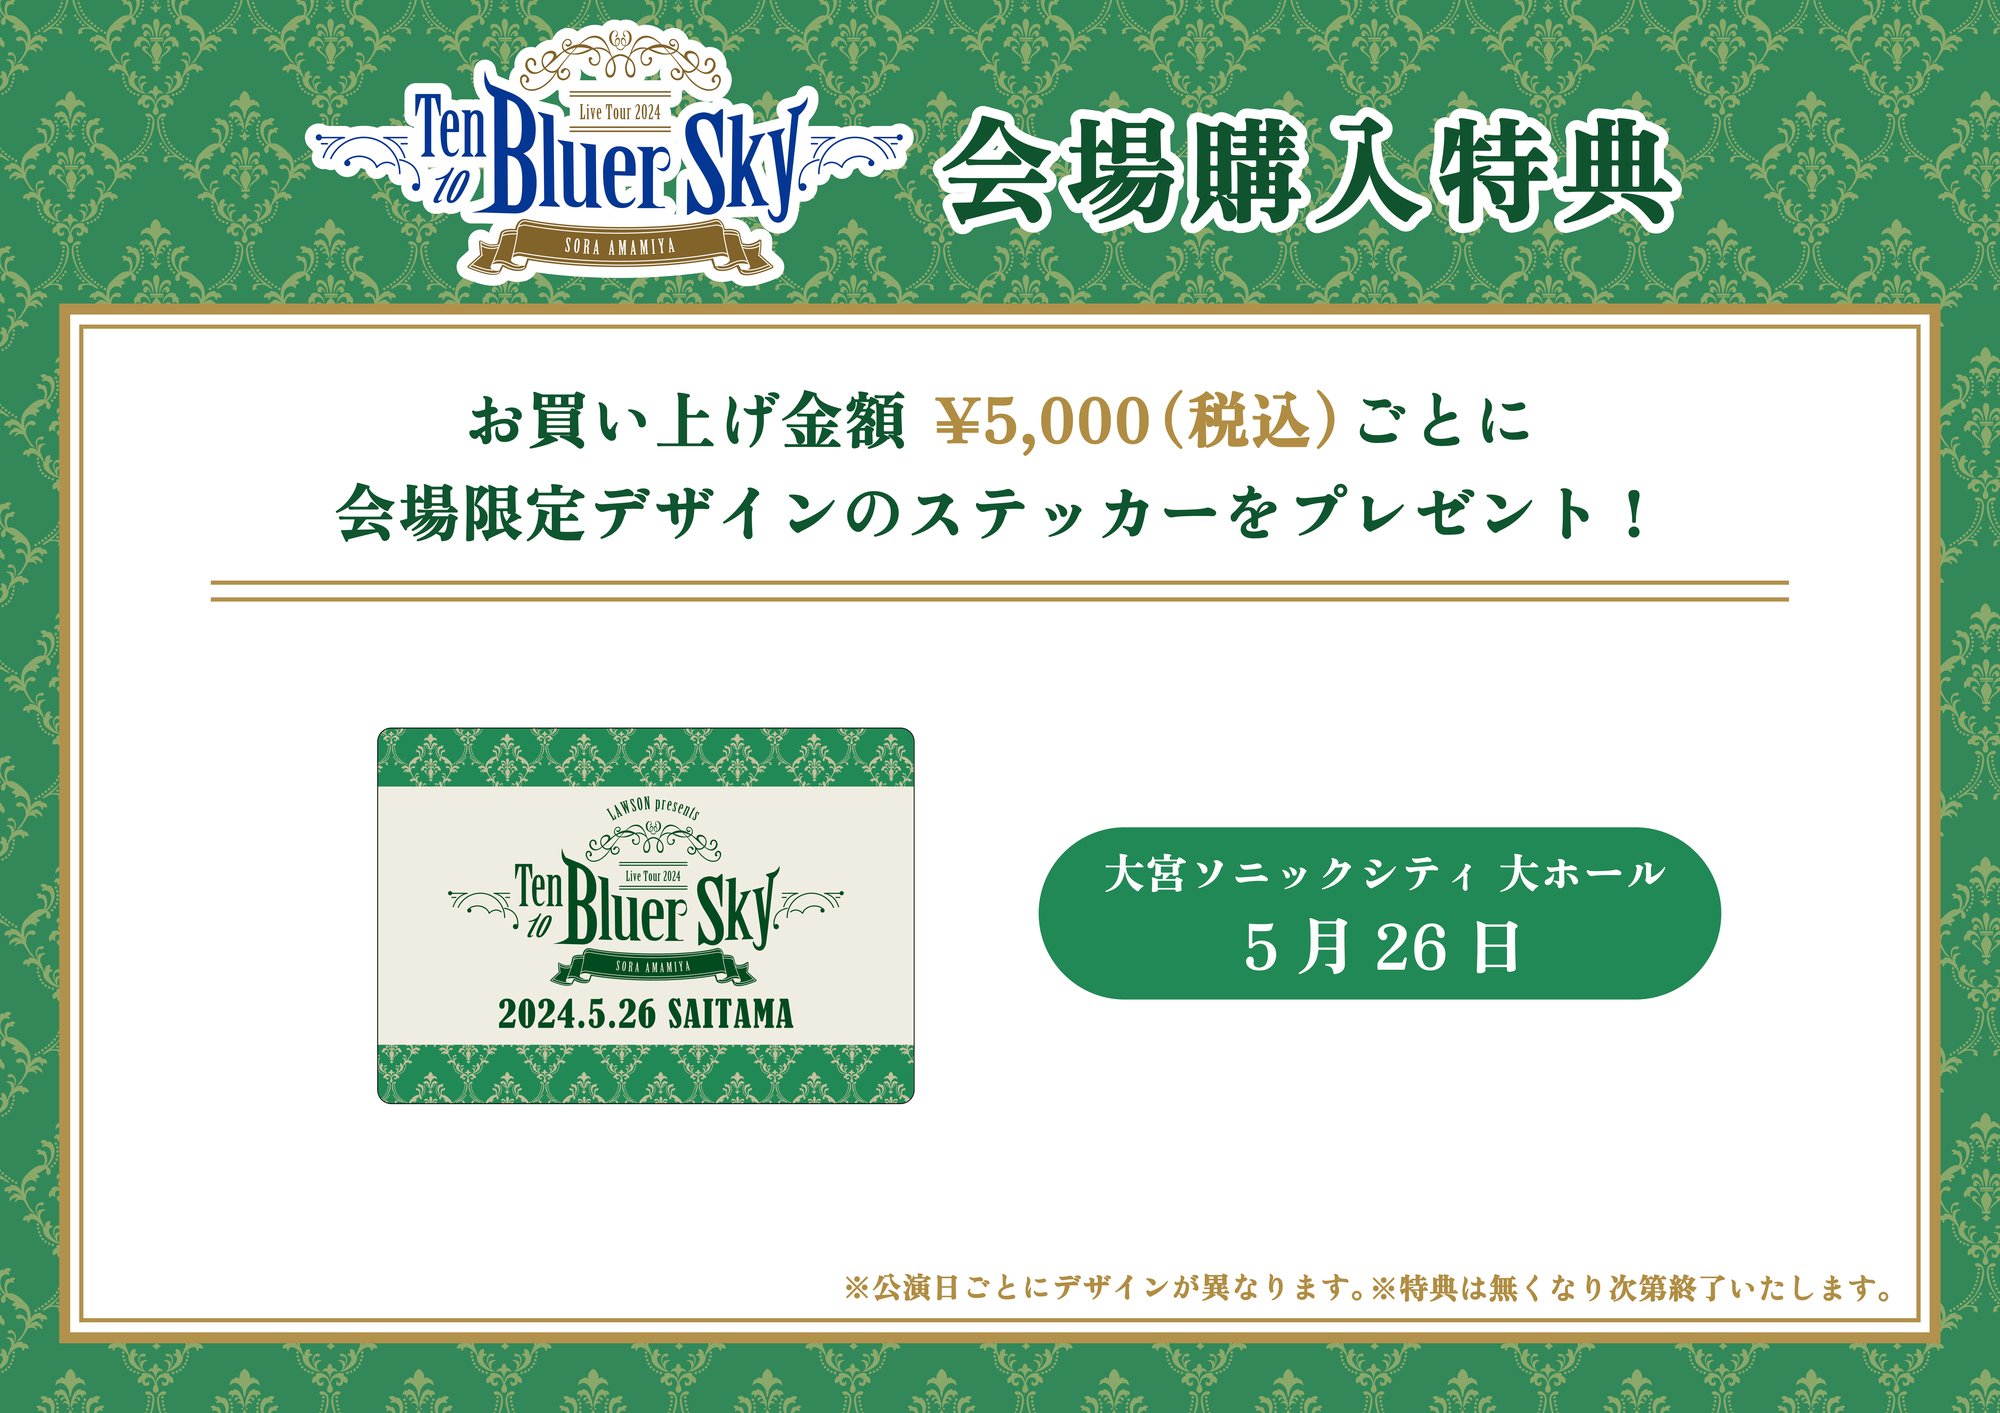 Live Tour 2024
Ten
10
Bluer Sky
SORA AMAMIYA
会場購入特典
お買い上げ金額 ¥5,000(税込)ごとに
会場限定デザインのステッカーをプレゼント!
LAWSON presents
Live Tour 2024
Ten
10
Bluer Sky
SORA AMAMIYA
2024.5.26 SAITAMA
大宮ソニックシティ 大ホール
5月26日
※公演日ごとにデザインが異なります。※特典は無くなり次第終了いたします。